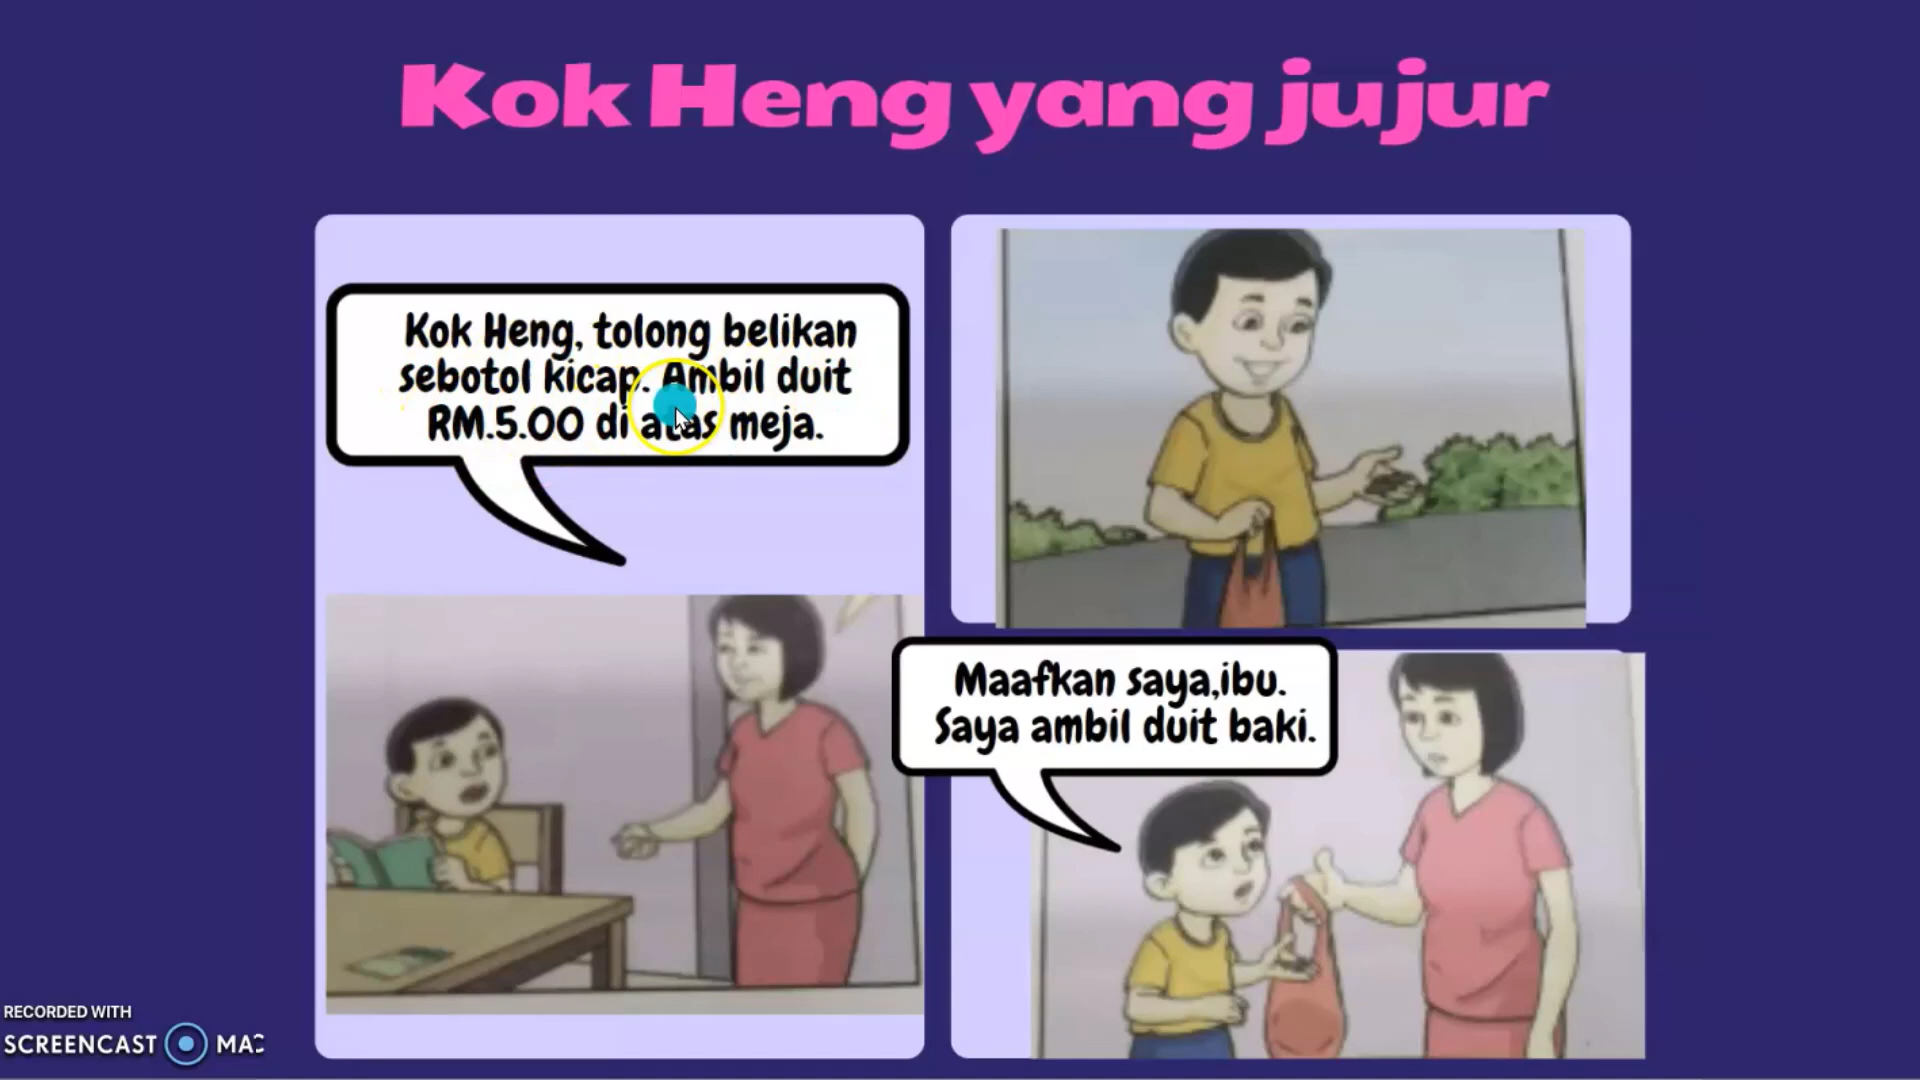 Kok Heng yang jujur
Kok Heng, tolong belikan
sebotol kicap. Ambil duit
RM.5.00 di atas meja.
Maafkan saya,ibu.
Saya ambil duit baki.
RECORDED WITH
SCREENCAST MA